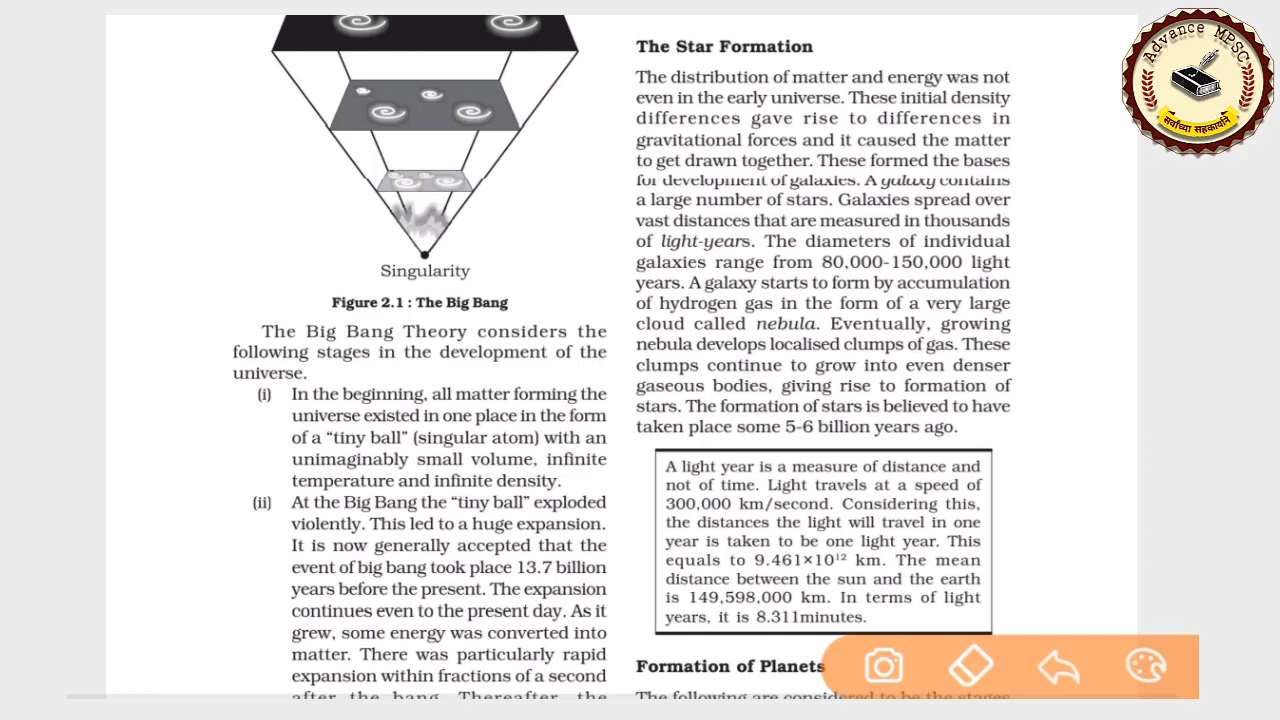 Singularity
Figure 2.1 : The Big Bang
The Big Bang Theory considers the
following stages in the development of the
universe.
(i) In the beginning, all matter forming the
universe existed in one place in the form
of a “tiny ball” (singular atom) with an
unimaginably small volume, infinite
temperature and infinite density.
(ii) At the Big Bang the “tiny ball” exploded
violently. This led to a huge expansion.
It is now generally accepted that the
event of big bang took place 13.7 billion
years before the present. The expansion
continues even to the present day. As it
grew, some energy was converted into
matter. There was particularly rapid
expansion within fractions of a second
after the bang. Thereafter, the
The Star Formation
The distribution of matter and energy was not
even in the early universe. These initial density
differences gave rise to differences in
gravitational forces and it caused the matter
to get drawn together. These formed the bases
for development of galaxies. A galaxy contains
a large number of stars. Galaxies spread over
vast distances that are measured in thousands
of light-years. The diameters of individual
galaxies range from 80,000-150,000 light
years. A galaxy starts to form by accumulation
of hydrogen gas in the form of a very large
cloud called nebula. Eventually, growing
nebula develops localised clumps of gas. These
clumps continue to grow into even denser
gaseous bodies, giving rise to formation of
stars. The formation of stars is believed to have
taken place some 5-6 billion years ago.
A light year is a measure of distance and
not of time. Light travels at a speed of
300,000 km/second. Considering this,
the distances the light will travel in one
year is taken to be one light year. This
equals to 9.461×10¹² km. The mean
distance between the sun and the earth
is 149,598,000 km. In terms of light
years, it is 8.311minutes.
Formation of Planets
The following are considered to be the stages
Advance MPSC
सर्वांच्या सहकार्याने